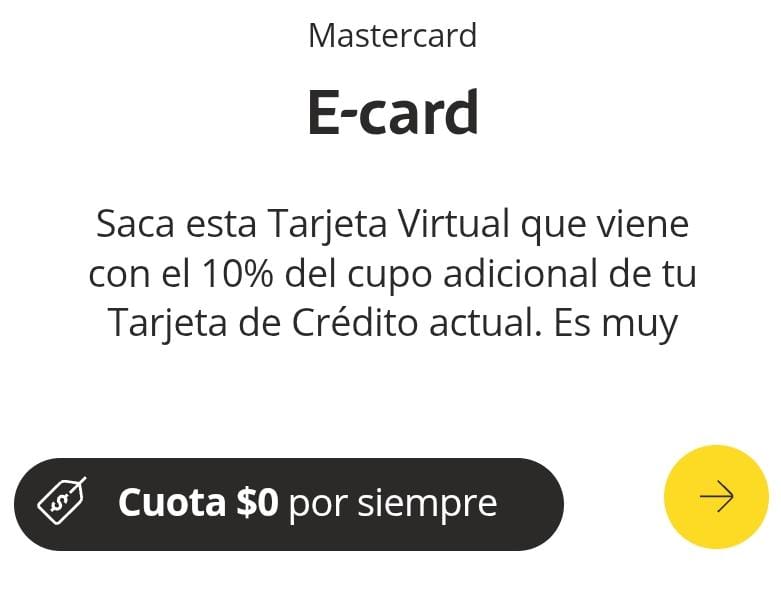 Mastercard
E-card
Saca esta Tarjeta Virtual que viene
con el 10% del cupo adicional de tu
Tarjeta de Crédito actual. Es muy
Cuota $0 por siempre